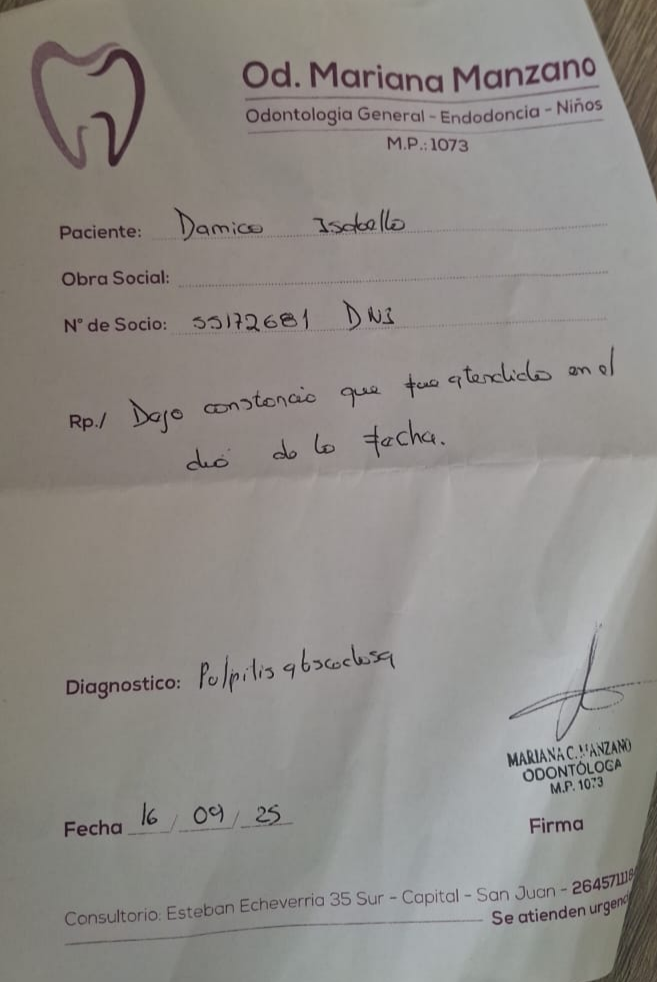 Od. Mariana Manzano
Odontologia General - Endodoncia - Niños
M.P.: 1073
Paciente: Damico Isabella
Obra Social:
N° de Socio: 55172681 DNI
Rp./ Dejo constancia que fue atendida en el
día de la fecha.
Diagnostico: Pulpitis abscedosa
MARIANA C. MANZANO
ODONTÓLOGA
M.P. 1073
Fecha 16 / 09 / 25
Firma
Consultorio: Esteban Echeverria 35 Sur - Capital - San Juan - 264571118
Se atienden urgenc